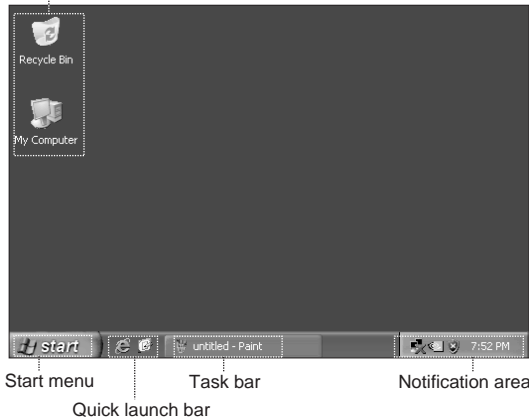 Recycle Bin
My Computer
start
untitled - Paint
7:52 PM
Start menu
Task bar
Notification area
Quick launch bar